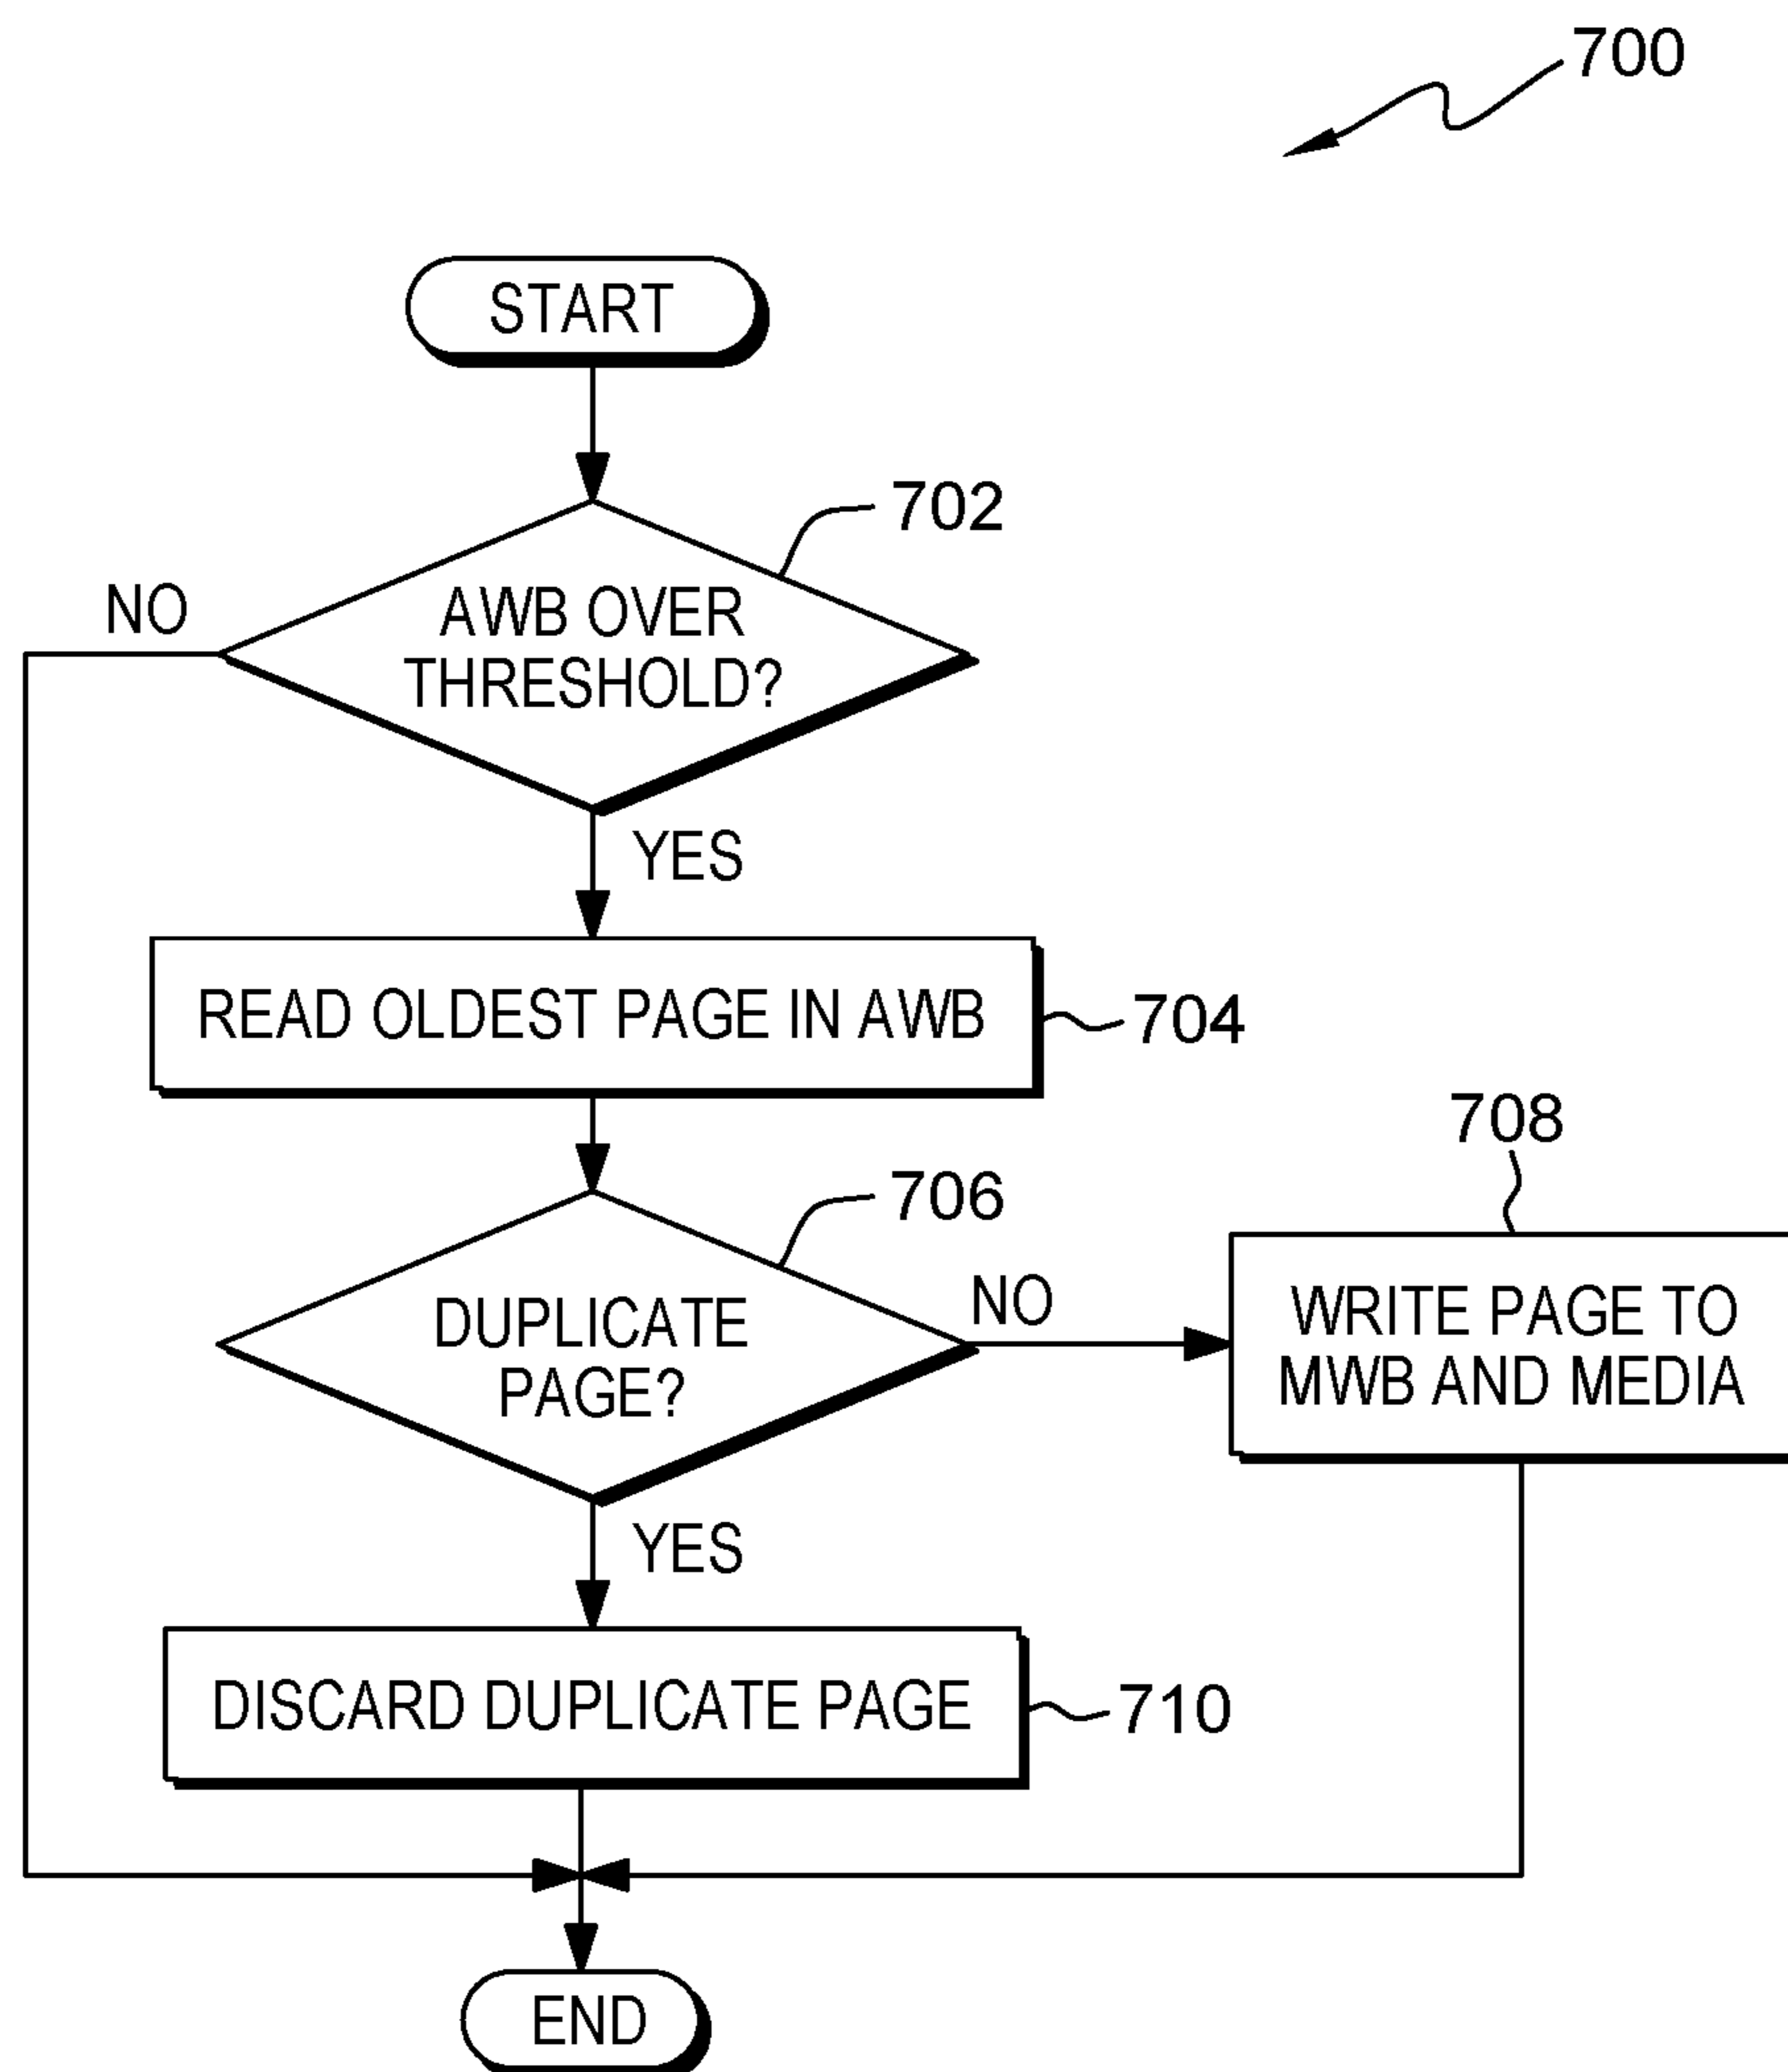 700
START
702
NO
AWB OVER
THRESHOLD?
YES
READ OLDEST PAGE IN AWB
704
706
708
DUPLICATE
PAGE?
NO
WRITE PAGE TO
MWB AND MEDIA
YES
DISCARD DUPLICATE PAGE
710
END